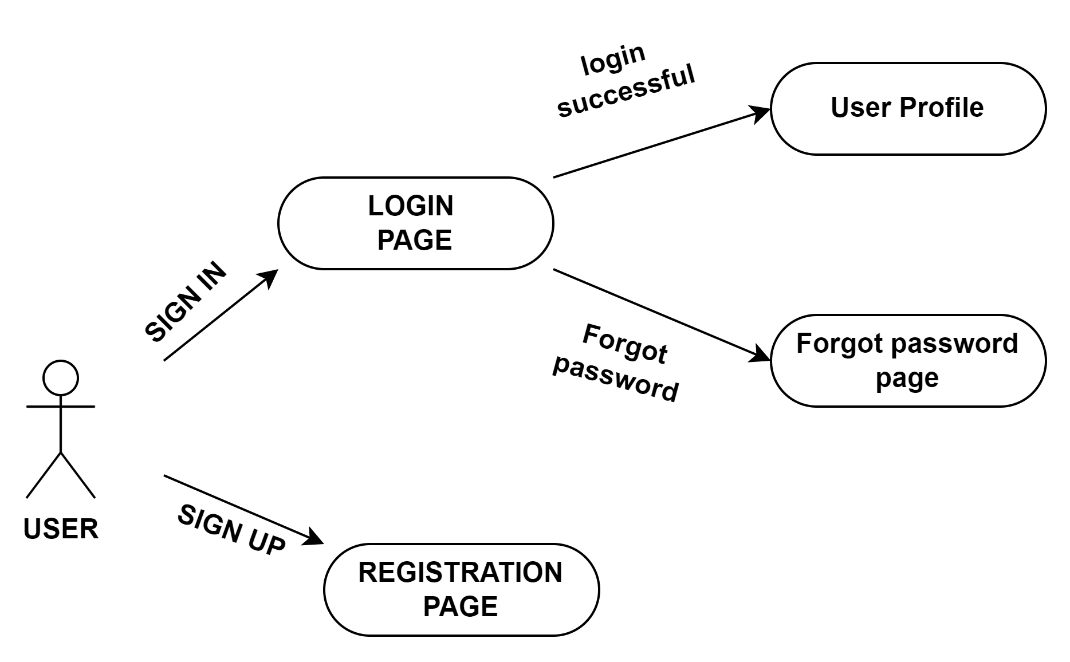 login
successful
User Profile
LOGIN
PAGE
SIGN IN
Forgot
password
Forgot password
page
USER
SIGN UP
REGISTRATION
PAGE